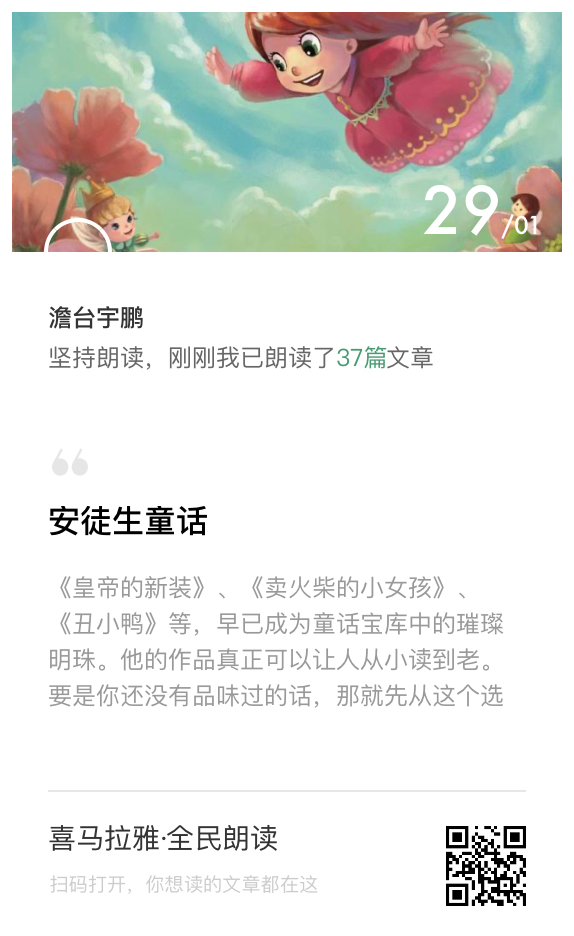 29/01
澹台宇鹏
坚持朗读，刚刚我已朗读了37篇文章
安徒生童话
《皇帝的新装》、《卖火柴的小女孩》、
《丑小鸭》等，早已成为童话宝库中的璀璨
明珠。他的作品真正可以让人从小读到老。
要是你还没有品味过的话，那就先从这个选
喜马拉雅·全民朗读
扫码打开，你想读的文章都在这